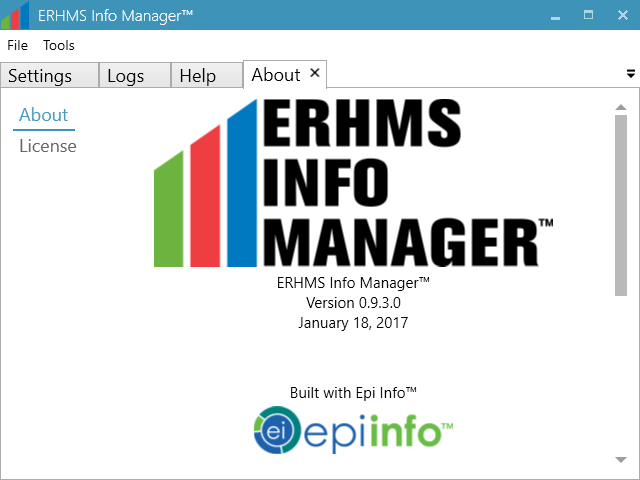 ERHMS Info Manager™
File Tools
Settings Logs Help About
About
License
ERHMS
INFO
MANAGER™
ERHMS Info Manager™
Version 0.9.3.0
January 18, 2017
Built with Epi Info™
ei epiinfo™